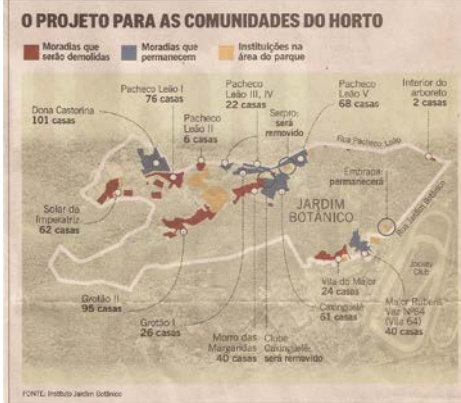 O PROJETO PARA AS COMUNIDADES DO HORTO
Moradias que
serão demolidas
Moradias que
permanecem
Instituições na
área do parque
Dona Castorina
101 casas
Pacheco Leão I
76 casas
Pacheco
Leão II
6 casas
Pacheco
Leão III, IV
22 casas
Serpro:
será
removido
Pacheco
Leão V
68 casas
Interior do
arboreto
2 casas
Rua Pacheco Leão
Embrapa:
permanecerá
JARDIM
BOTÂNICO
Rua Jardim Botânico
Solar da
Imperatriz
62 casas
Jockey
Club
Grotão II
95 casas
Grotão I
26 casas
Morro das
Margaridas
40 casas
Clube
Caxinguelê:
será removido
Caxinguelê
61 casas
Vila do Major
24 casas
Major Rubens
Vaz Nº64
(Vila 64)
40 casas
FONTE: Instituto Jardim Botânico